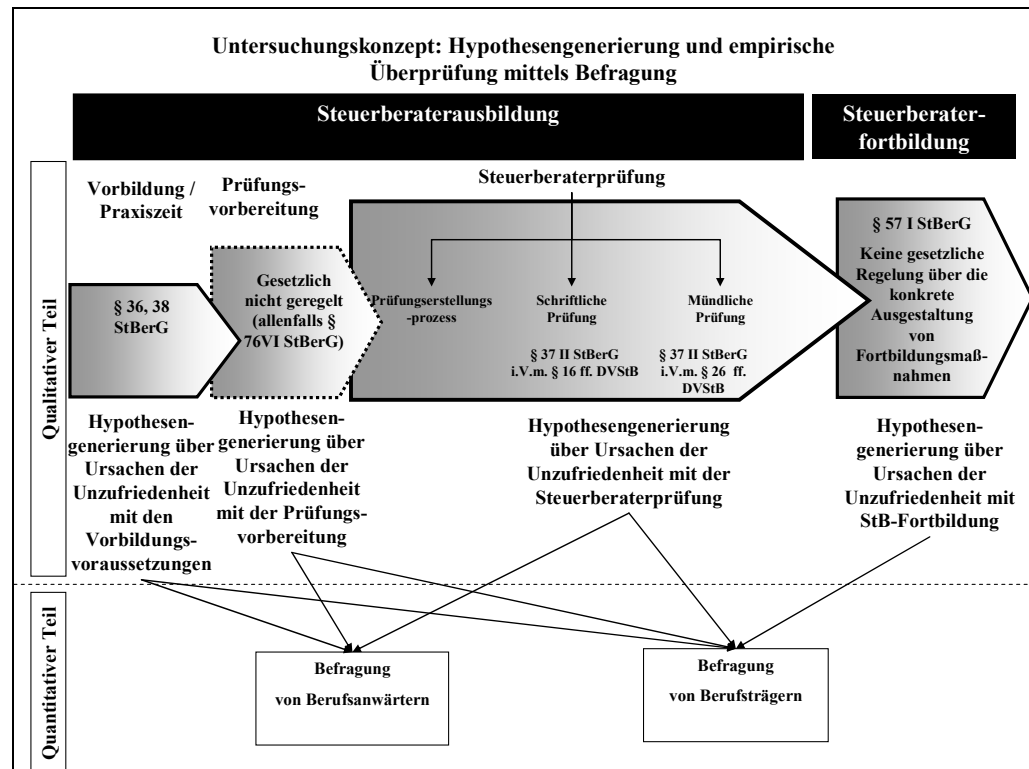 Untersuchungskonzept: Hypothesengenerierung und empirische
Überprüfung mittels Befragung
Steuerberaterausbildung
Steuerberater-
fortbildung
Qualitativer Teil
Vorbildung /
Praxiszeit
Prüfungs-
vorbereitung
Steuerberaterprüfung
§ 36, 38
StBerG
Gesetzlich
nicht geregelt
(allenfalls §
76VI StBerG)
Prüfungserstellungs
-prozess
Schriftliche
Prüfung
§ 37 II StBerG
i.V.m. § 16 ff. DVStB
Mündliche
Prüfung
§ 37 II StBerG
i.V.m. § 26 ff.
DVStB
§ 57 I StBerG
Keine gesetzliche
Regelung über die
konkrete
Ausgestaltung
von
Fortbildungsmaß-
nahmen
Hypothesen-
generierung über
Ursachen der
Unzufriedenheit
mit den
Vorbildungs-
voraussetzungen
Hypothesen-
generierung über
Ursachen der
Unzufriedenheit
mit der Prüfungs-
vorbereitung
Hypothesengenerierung
über Ursachen der
Unzufriedenheit mit der
Steuerberaterprüfung
Hypothesen-
generierung über
Ursachen der
Unzufriedenheit mit
StB-Fortbildung
Quantitativer Teil
Befragung
von Berufsanwärtern
Befragung
von Berufsträgern